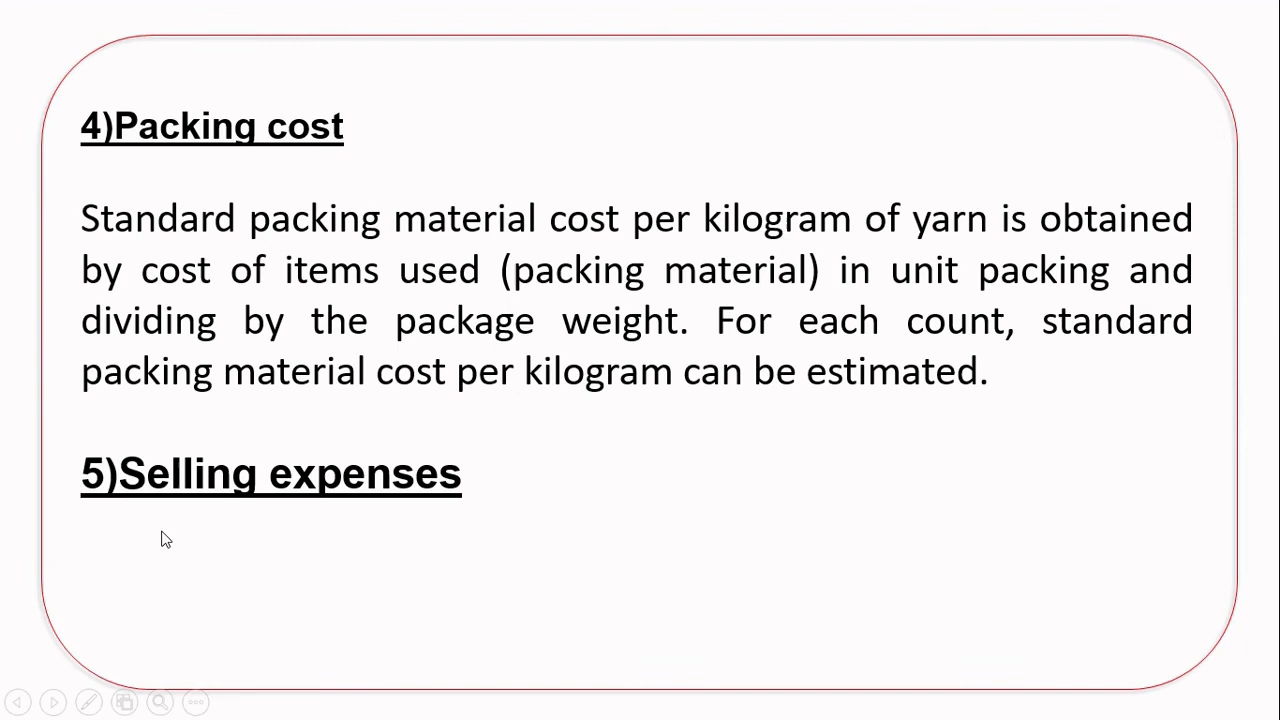 4)Packing cost
Standard packing material cost per kilogram of yarn is obtained
by cost of items used (packing material) in unit packing and
dividing by the package weight. For each count, standard
packing material cost per kilogram can be estimated.
5)Selling expenses